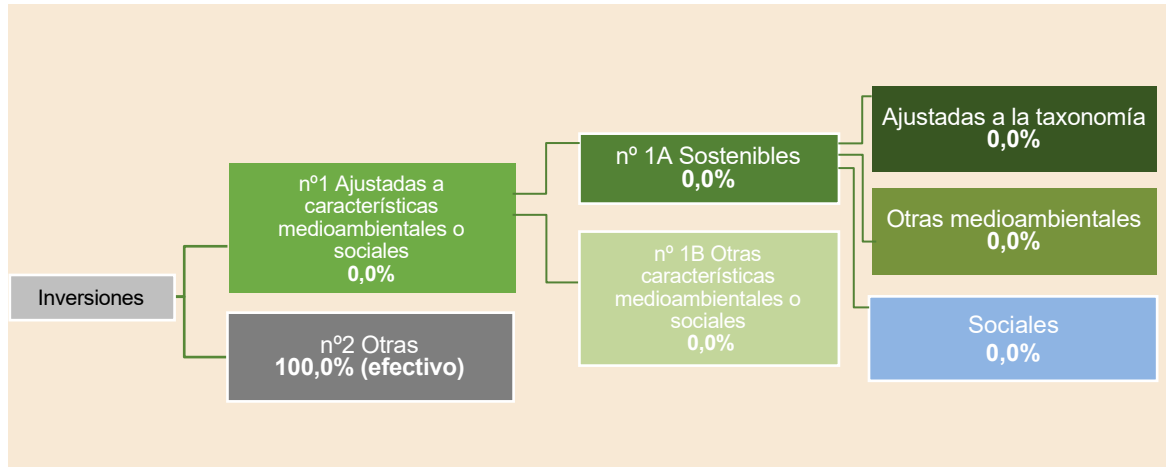 Inversiones
nº1 Ajustadas a
características
medioambientales o
sociales
0,0%
nº2 Otras
100,0% (efectivo)
nº 1A Sostenibles
0,0%
nº 1B Otras
características
medioambientales o
sociales
0,0%
Ajustadas a la taxonomía
0,0%
Otras medioambientales
0,0%
Sociales
0,0%